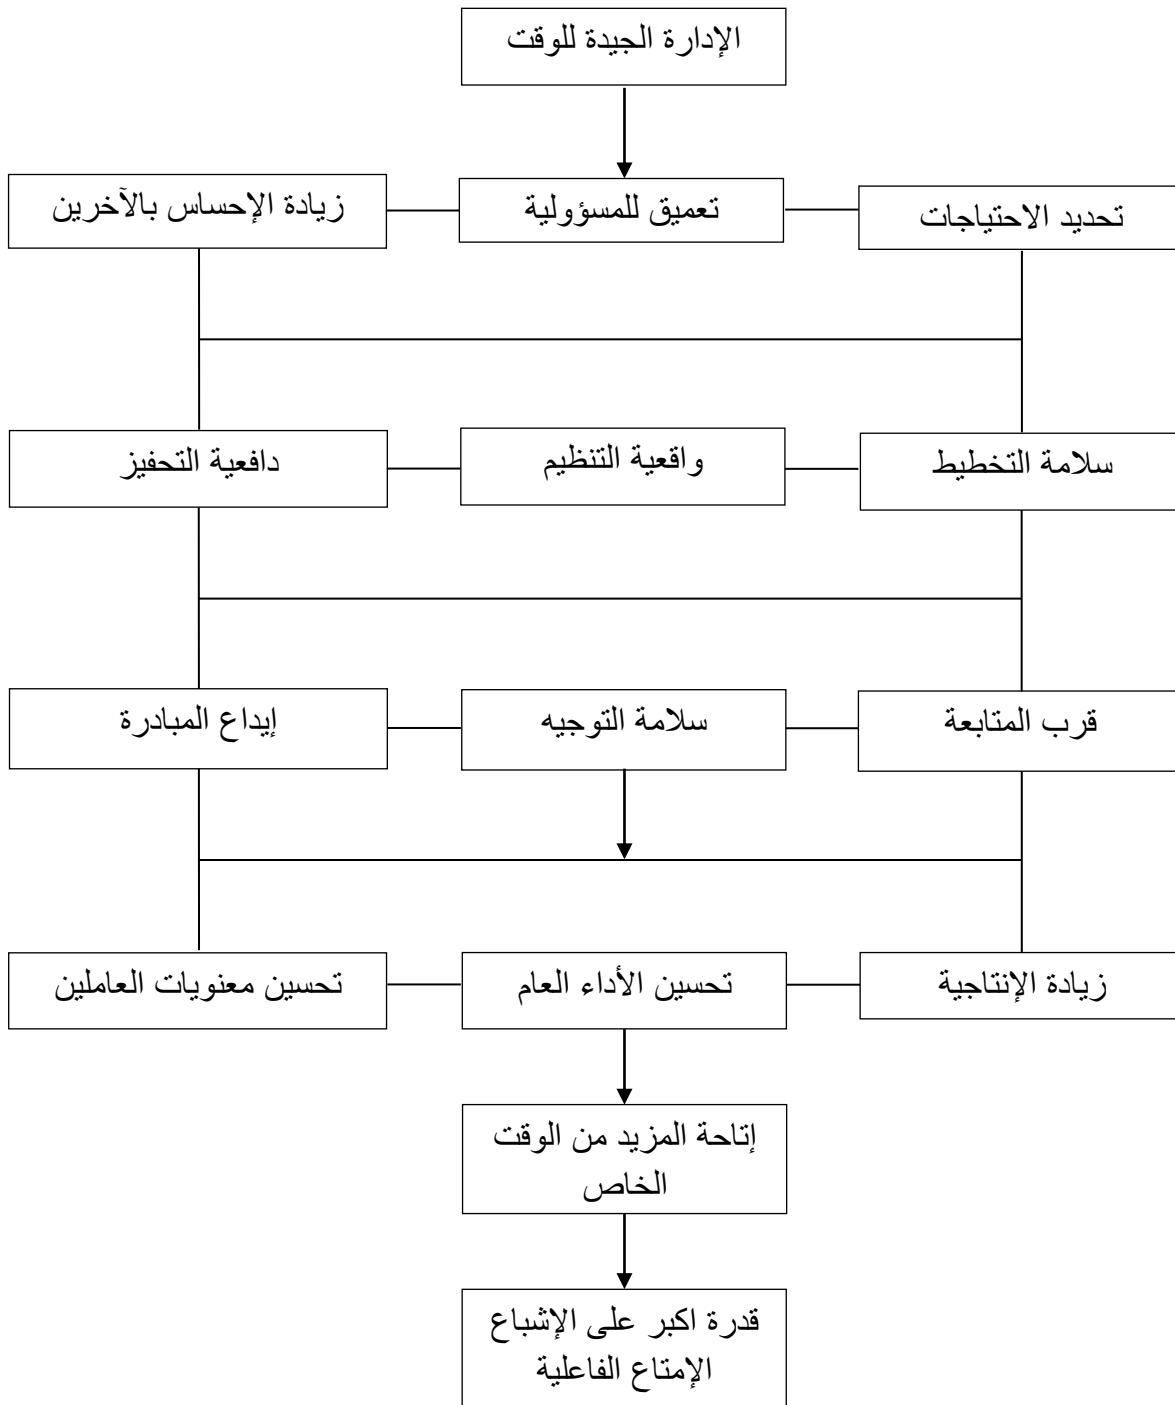 الإدارة الجيدة للوقت
تحديد الاحتياجات
تعميق للمسؤولية
زيادة الإحساس بالآخرين
سلامة التخطيط
واقعية التنظيم
دافعية التحفيز
قرب المتابعة
سلامة التوجيه
إيداع المبادرة
زيادة الإنتاجية
تحسين الأداء العام
تحسين معنويات العاملين
إتاحة المزيد من الوقت
الخاص
قدرة اكبر على الإشباع
الإمتاع الفاعلية